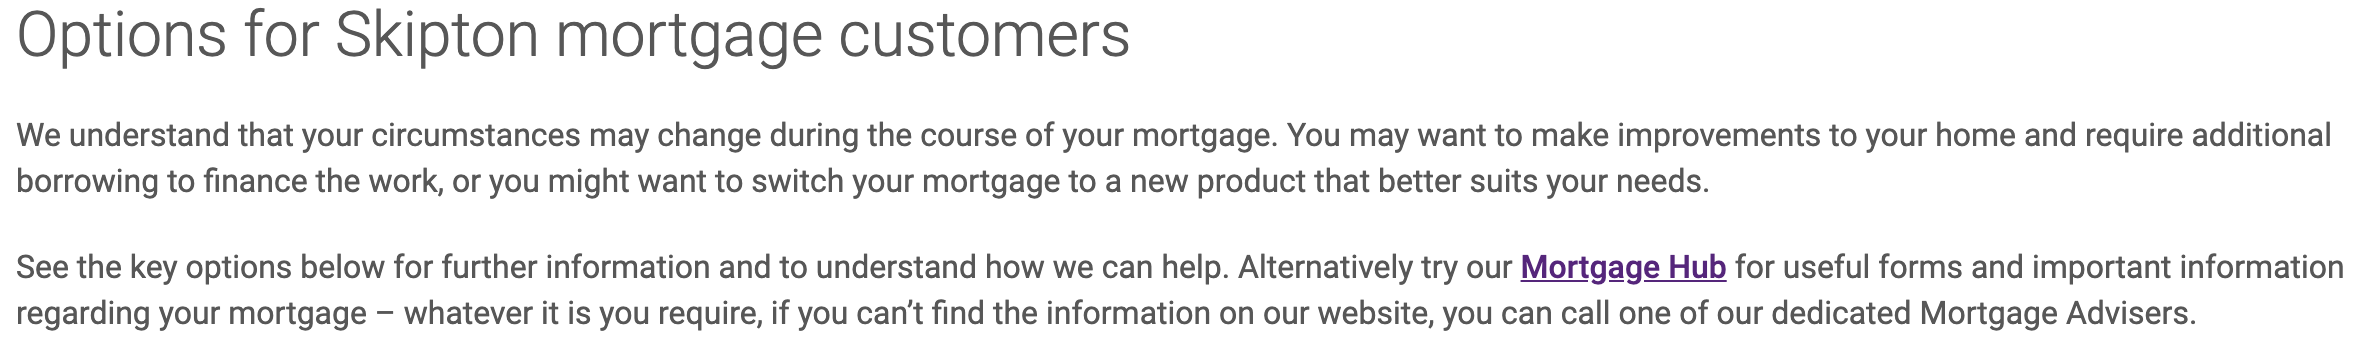 Options for Skipton mortgage customers
We understand that your circumstances may change during the course of your mortgage. You may want to make improvements to your home and require additional
borrowing to finance the work, or you might want to switch your mortgage to a new product that better suits your needs.
See the key options below for further information and to understand how we can help. Alternatively try our Mortgage Hub for useful forms and important information
regarding your mortgage – whatever it is you require, if you can’t find the information on our website, you can call one of our dedicated Mortgage Advisers.